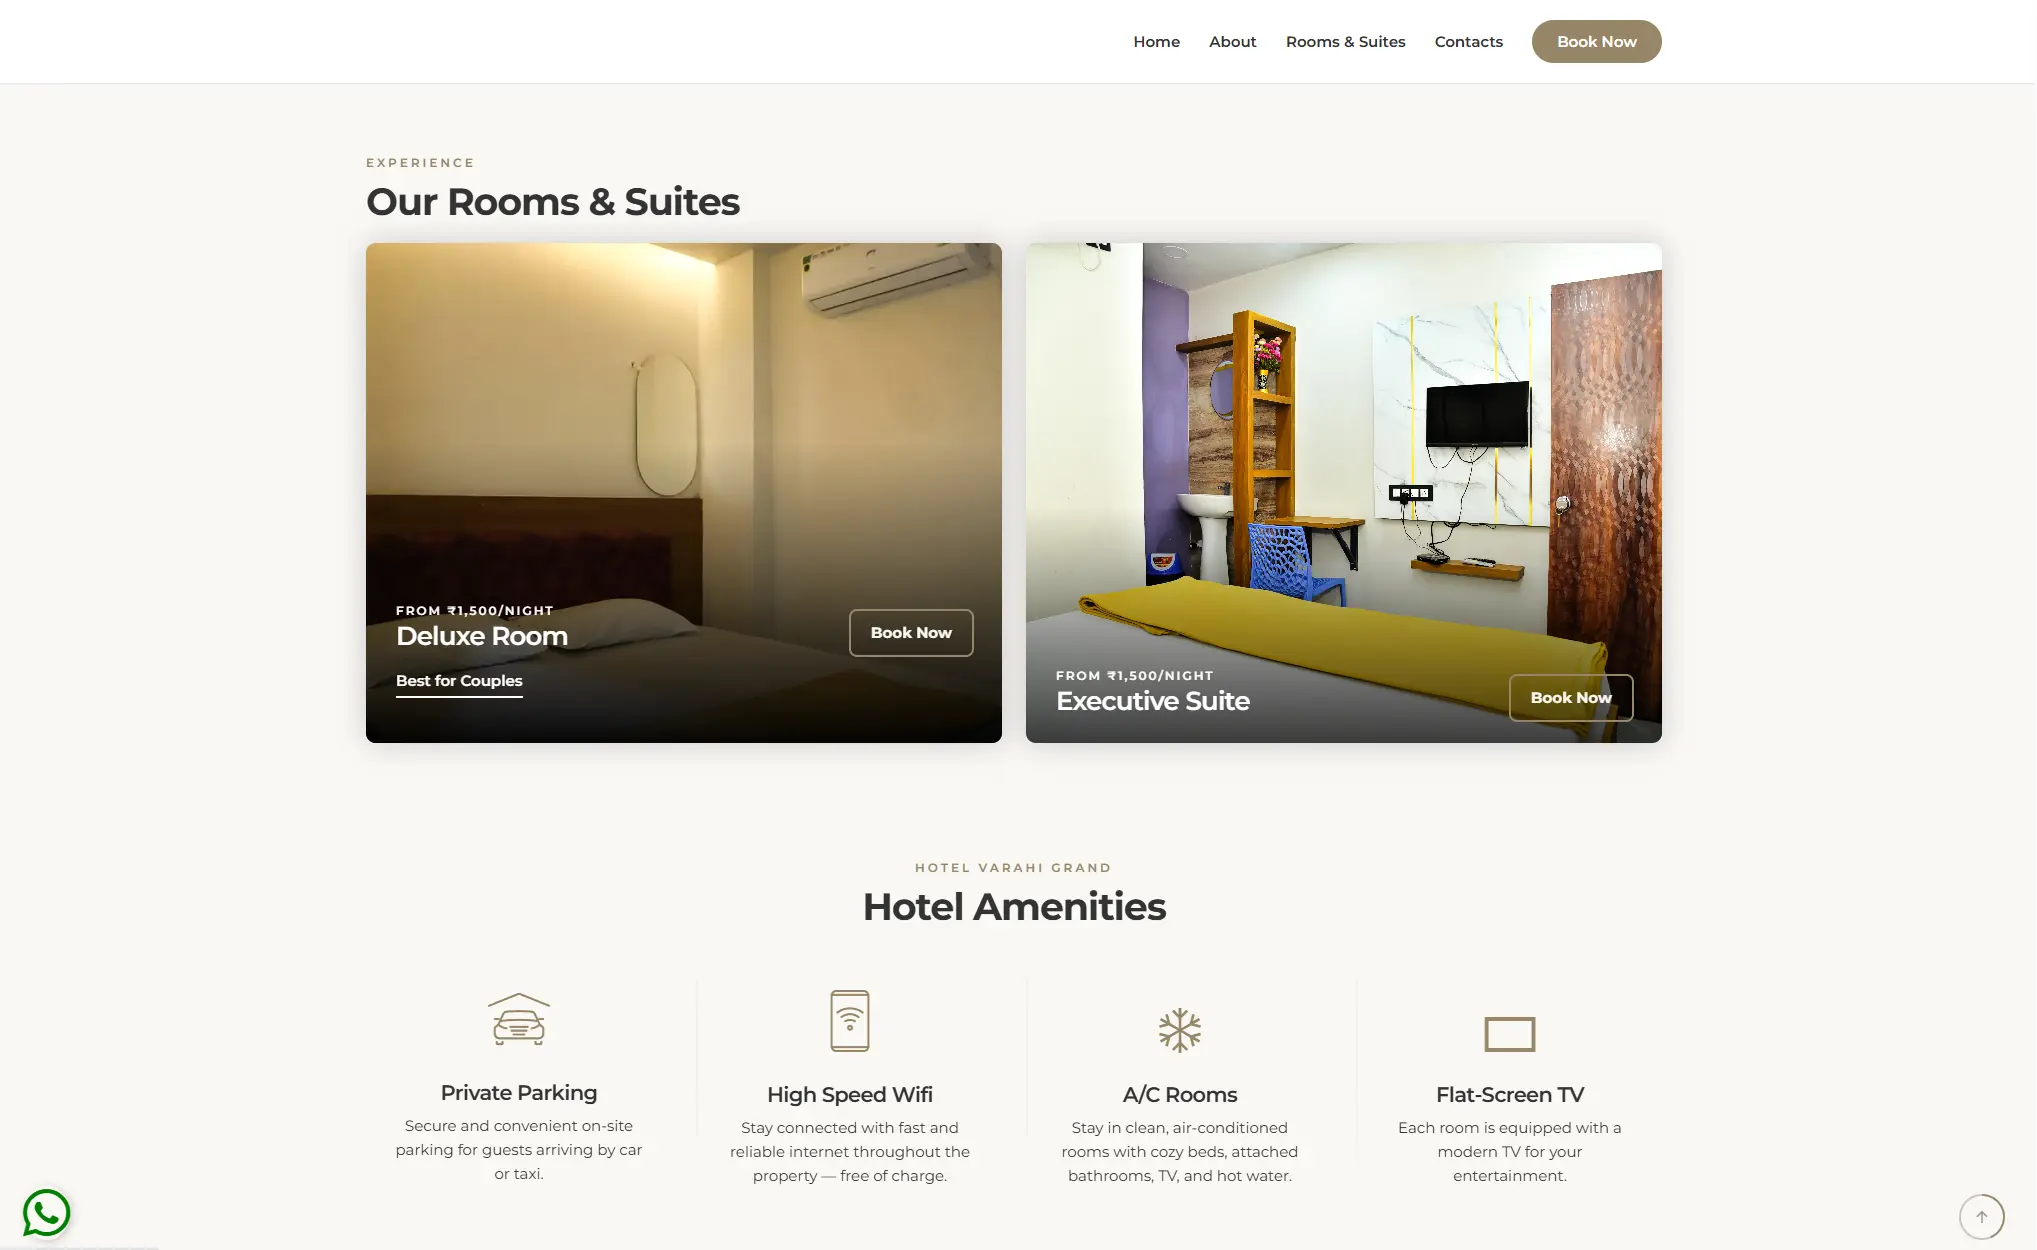 Home About Rooms & Suites Contacts Book Now
EXPERIENCE
Our Rooms & Suites
FROM ₹1,500/NIGHT
Deluxe Room
Book Now
Best for Couples
FROM ₹1,500/NIGHT
Executive Suite
Book Now
HOTEL VARAHI GRAND
Hotel Amenities
Private Parking
Secure and convenient on-site
parking for guests arriving by car
or taxi.
High Speed Wifi
Stay connected with fast and
reliable internet throughout the
property — free of charge.
A/C Rooms
Stay in clean, air-conditioned
rooms with cozy beds, attached
bathrooms, TV, and hot water.
Flat-Screen TV
Each room is equipped with a
modern TV for your
entertainment.